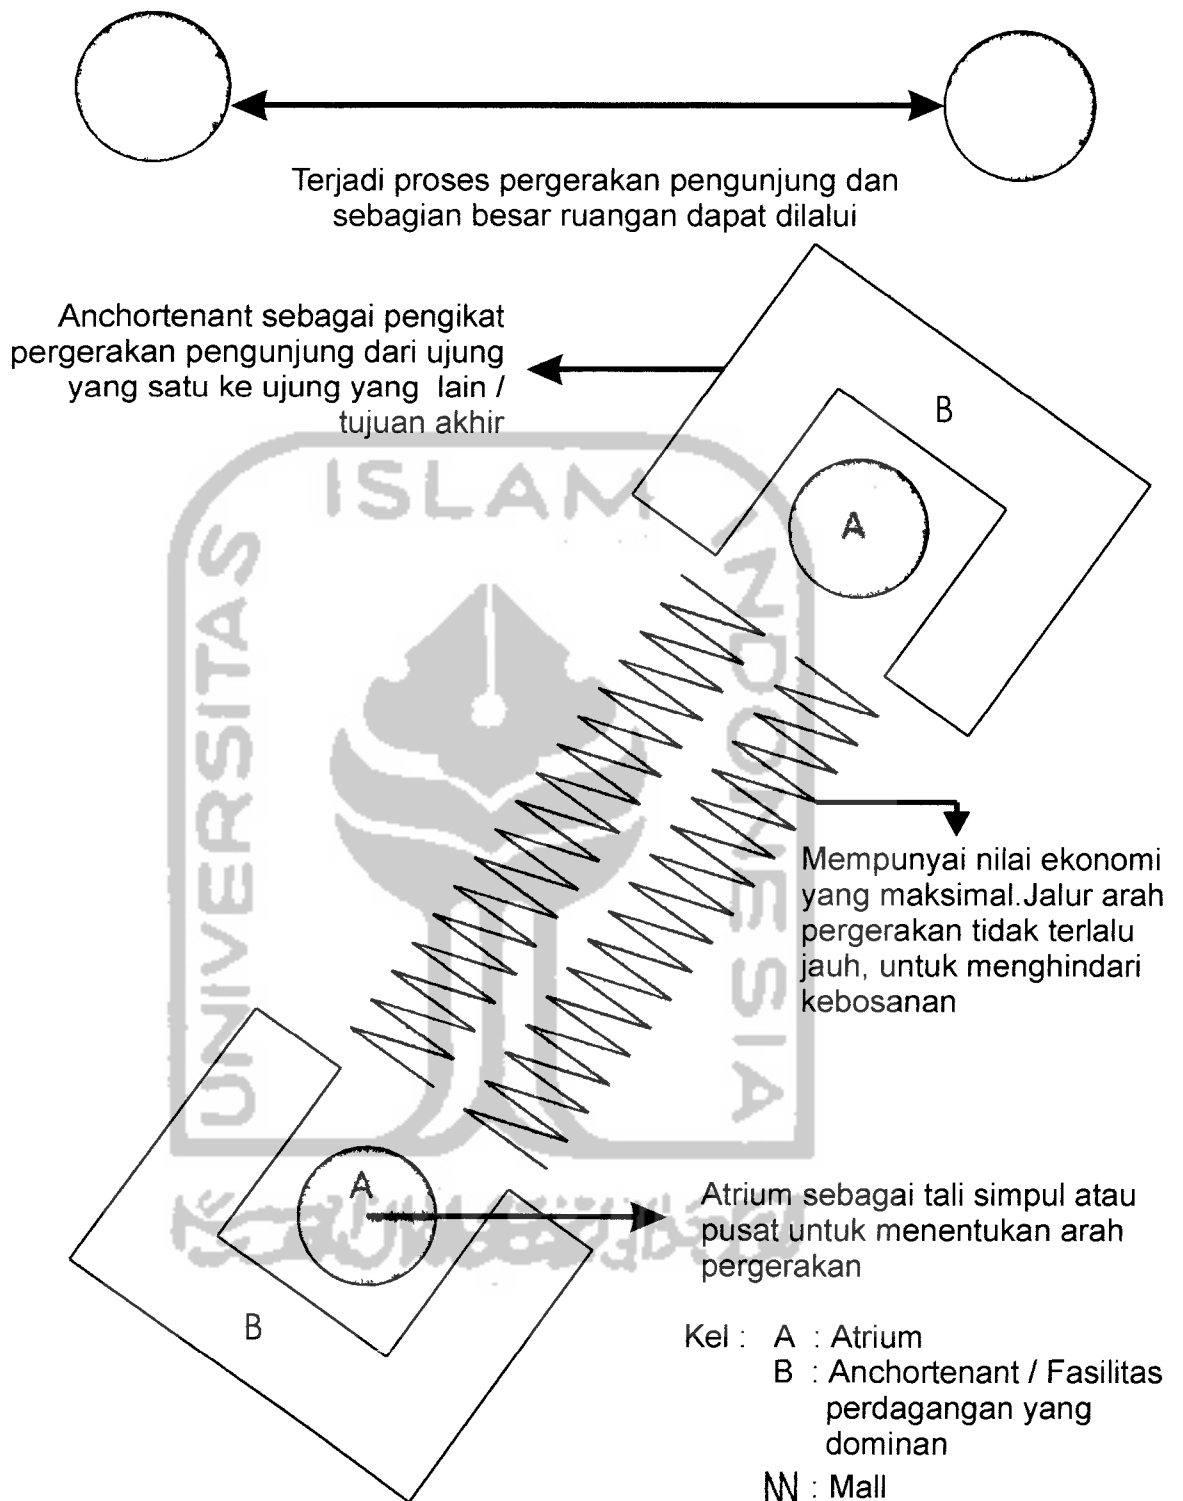 Terjadi proses pergerakan pengunjung dan
sebagian besar ruangan dapat dilalui
Anchortenant sebagai pengikat
pergerakan pengunjung dari ujung
yang satu ke ujung yang lain /
tujuan akhir
B
A
UNIVERSITAS
ISLAM
INDONESIA
Mempunyai nilai ekonomi
yang maksimal.Jalur arah
pergerakan tidak terlalu
jauh, untuk menghindari
kebosanan
A
B
Atrium sebagai tali simpul atau
pusat untuk menentukan arah
pergerakan
Kel : A : Atrium
B : Anchortenant / Fasilitas
perdagangan yang
dominan
: Mall